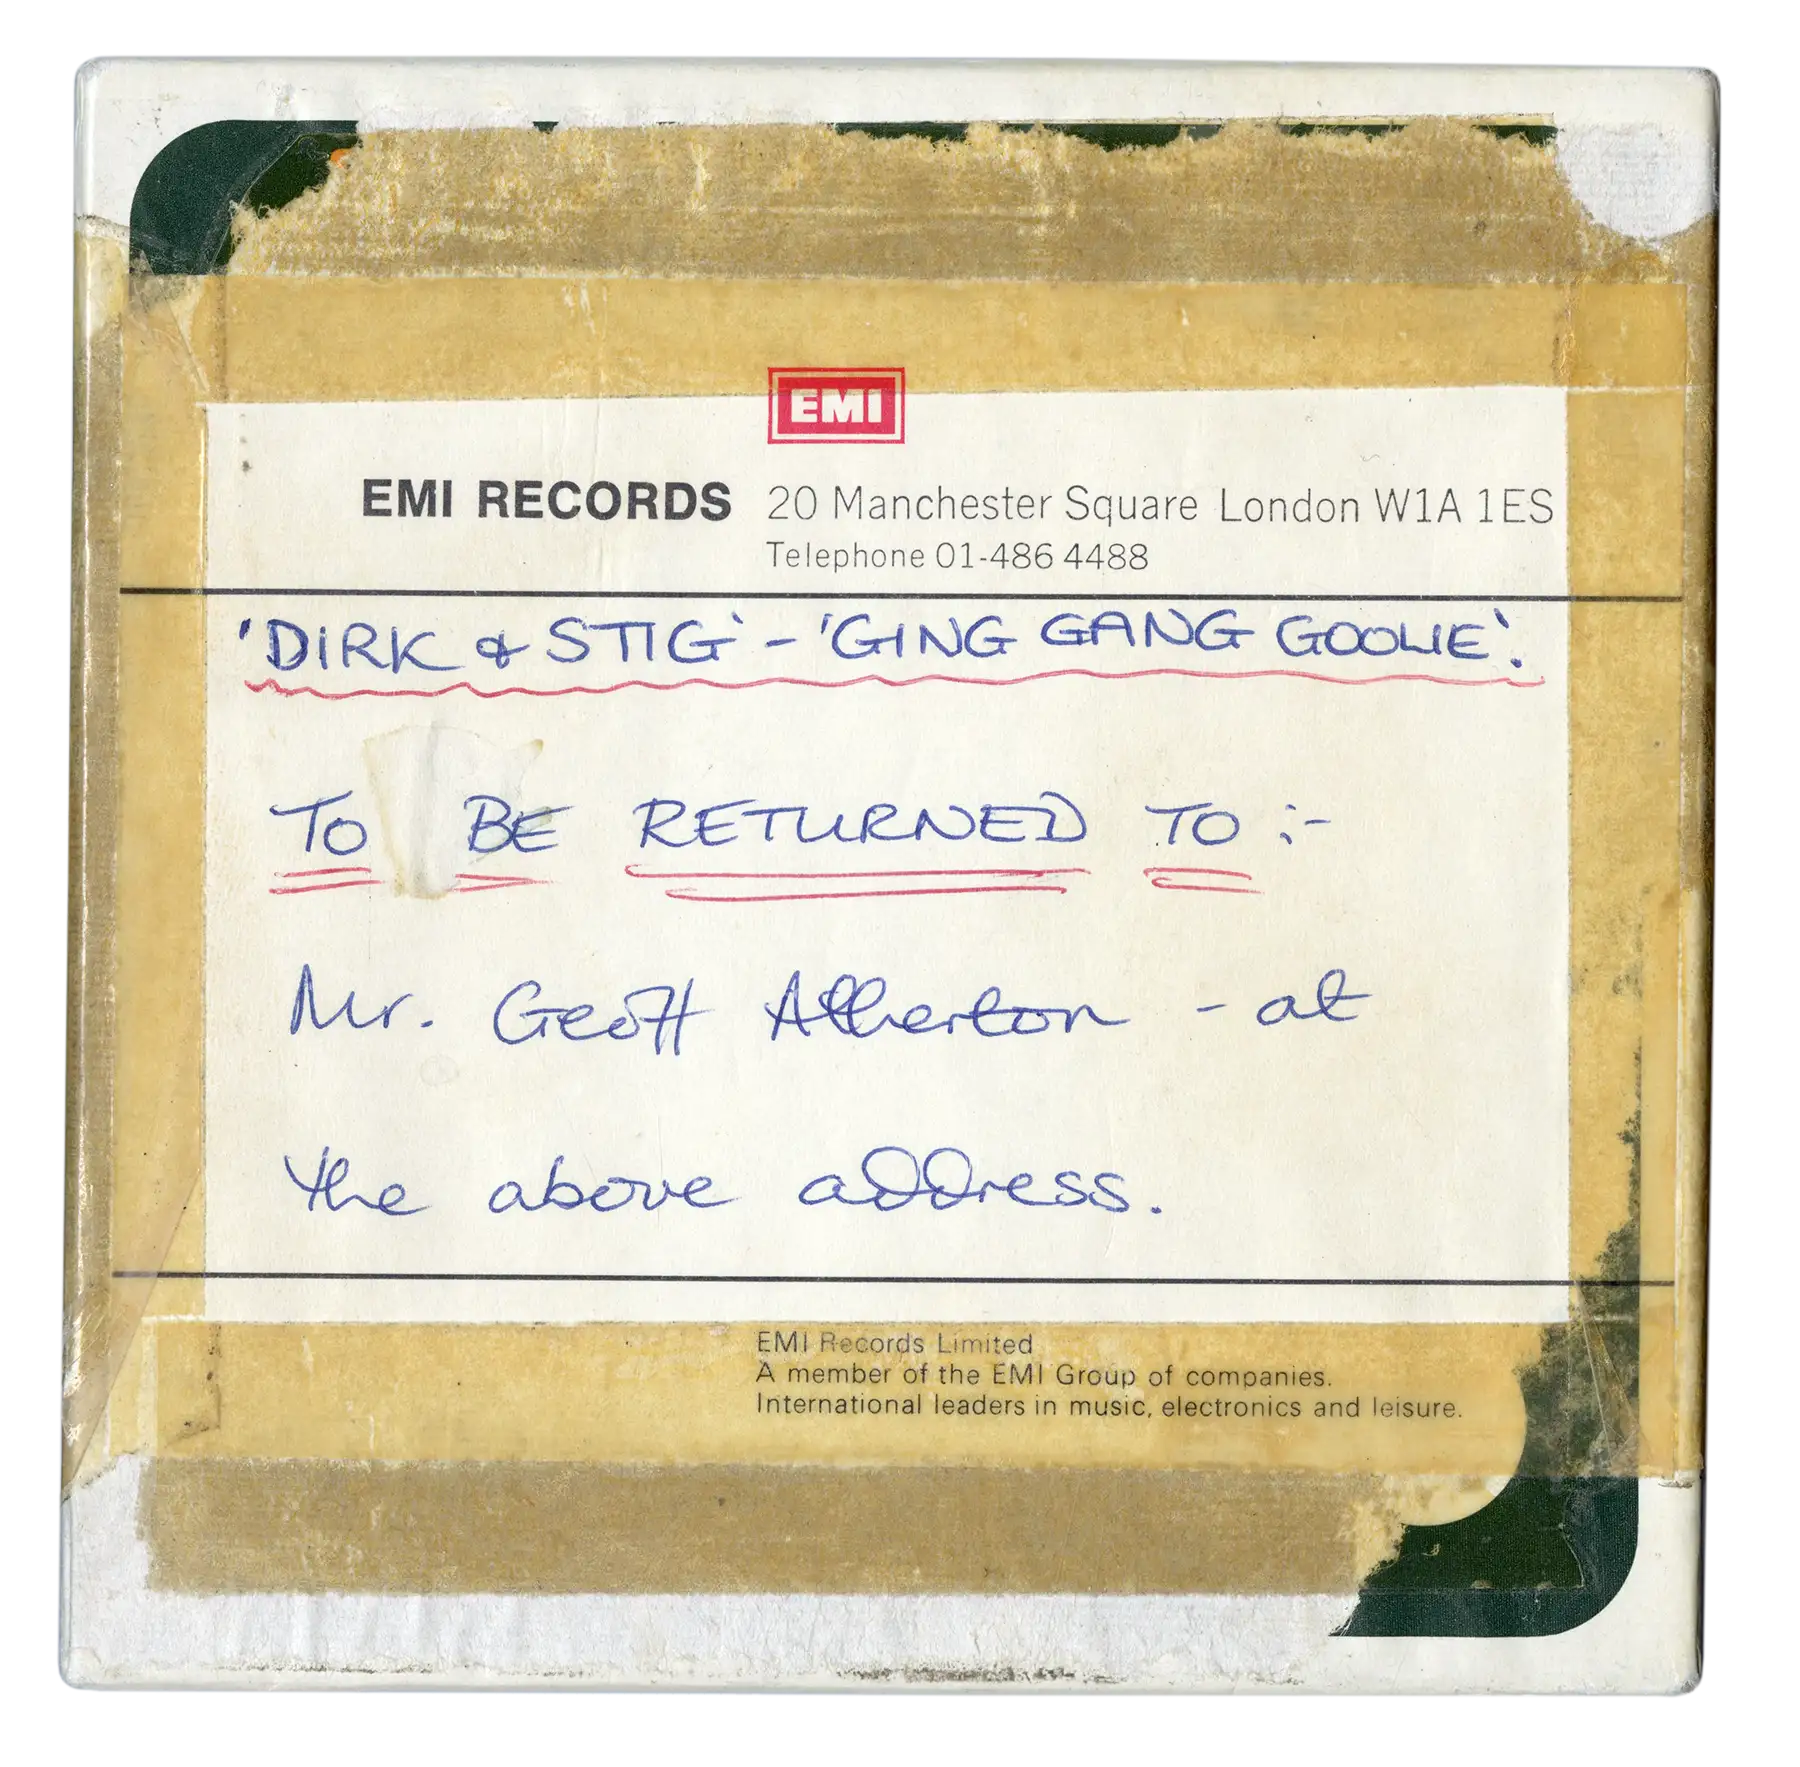 EMI
EMI RECORDS 20 Manchester Square London W1A 1ES
Telephone 01-486 4488
'DIRK & STIG' - 'GING GANG GOOLIE'.
TO BE RETURNED TO :-
Mr. Geoff Atherton - at
the above address.
EMI Records Limited
A member of the EMI Group of companies.
International leaders in music, electronics and leisure.